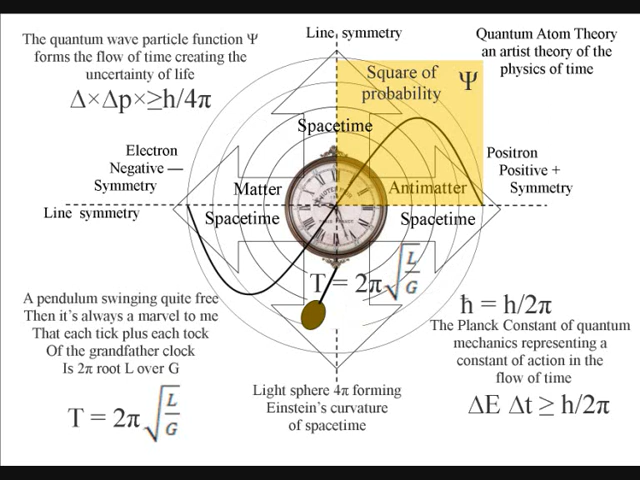 The quantum wave particle function Ψ
forms the flow of time creating the
uncertainty of life
Δ×Δp×≥h/4π
Line symmetry
Quantum Atom Theory
an artist theory of the
physics of time
Square of
probability
Ψ
Spacetime
Electron
Negative —
Symmetry
Positron
Positive +
Symmetry
Matter
Antimatter
Line symmetry
Spacetime
Spacetime
T = 2π√L/G
A pendulum swinging quite free
Then it's always a marvel to me
That each tick plus each tock
Of the grandfather clock
Is 2π root L over G
T = 2π√L/G
Light sphere 4π forming
Einstein's curvature
of spacetime
ħ = h/2π
The Planck Constant of quantum
mechanics representing a
constant of action in the
flow of time
ΔE Δt ≥ h/2π